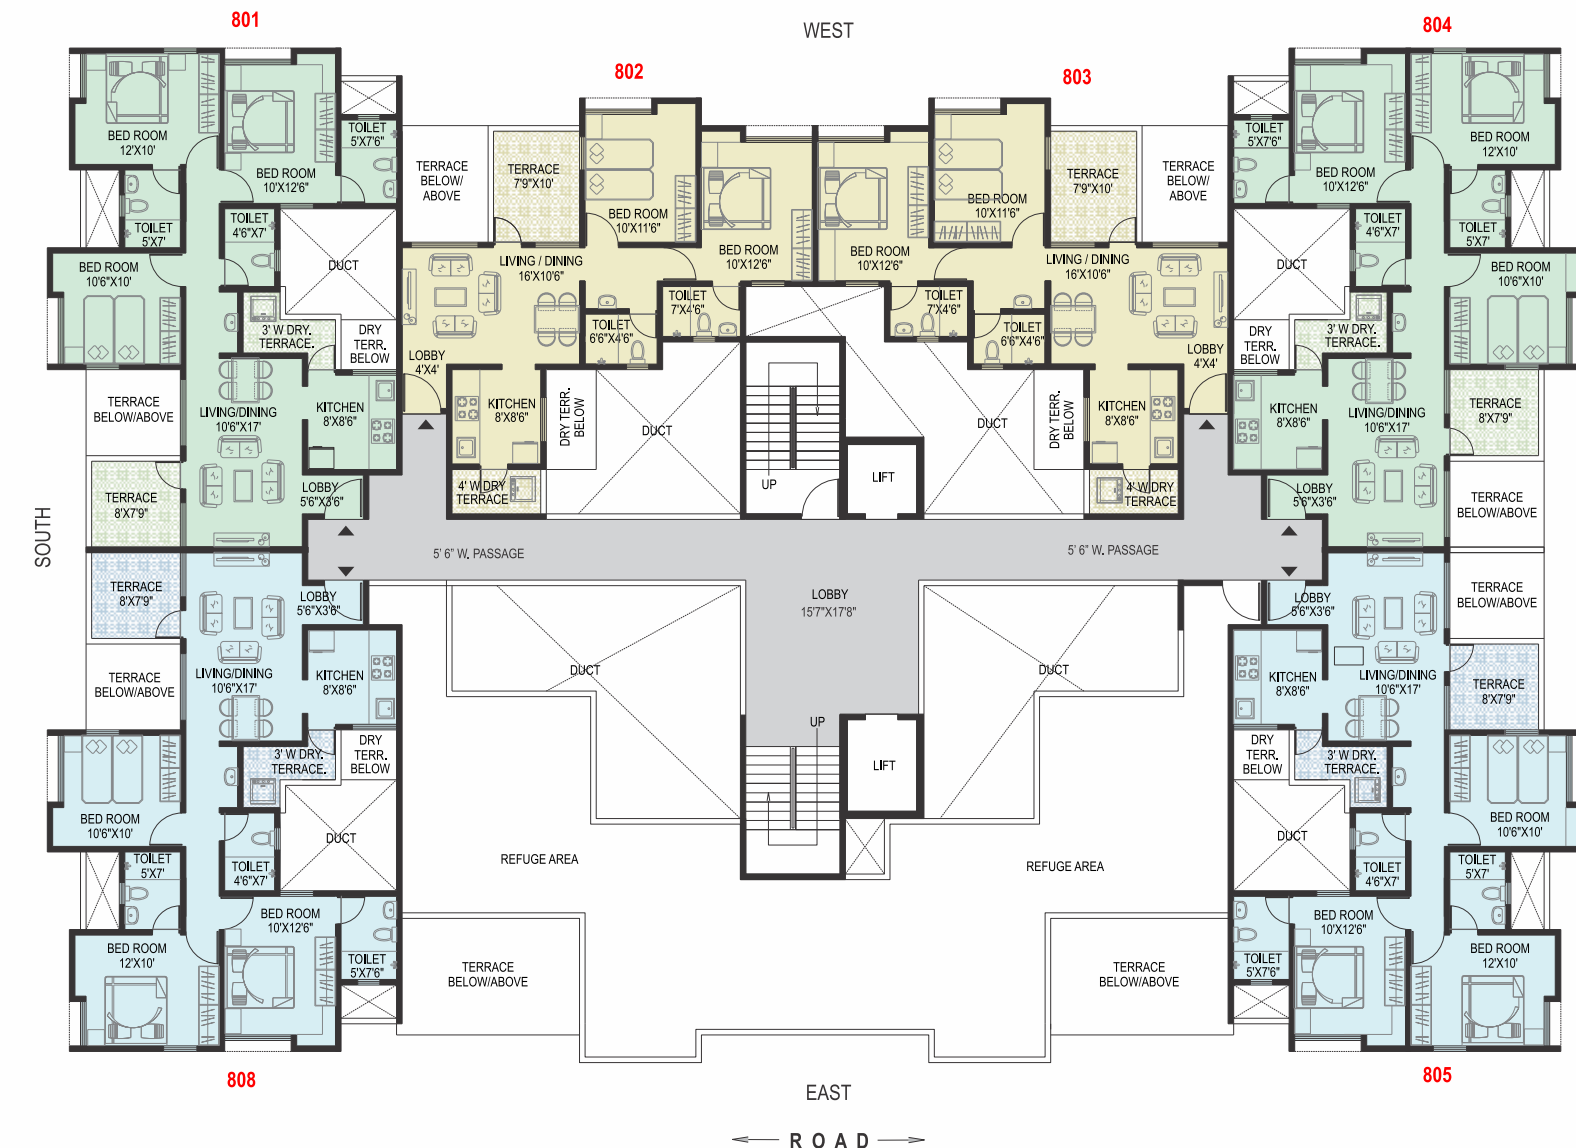 WEST
801
802
803
804
BED ROOM
12'X10'
BED ROOM
10'X12'6"
TOILET
5'X7'6"
TOILET
5'X7'
TOILET
4'6"X7'
BED ROOM
10'6"X10'
DUCT
3' W DRY.
TERRACE.
DRY
TERR.
BELOW
TERRACE
BELOW/ABOVE
LIVING/DINING
10'6"X17'
KITCHEN
8'X8'6"
TERRACE
8'X7'9"
LOBBY
5'6"X3'6"
TERRACE
BELOW/
ABOVE
TERRACE
7'9"X10'
BED ROOM
10'X11'6"
BED ROOM
10'X12'6"
LIVING / DINING
16'X10'6"
TOILET
7'X4'6"
TOILET
6'6"X4'6"
LOBBY
4'X4'
KITCHEN
8'X8'6"
DRY TERR.
BELOW
DUCT
4' W DRY
TERRACE
UP
LIFT
BED ROOM
10'X12'6"
BED ROOM
10'X11'6"
TERRACE
7'9"X10'
TERRACE
BELOW/
ABOVE
LIVING / DINING
16'X10'6"
TOILET
7'X4'6"
TOILET
6'6"X4'6"
LOBBY
4'X4'
DUCT
DRY TERR.
BELOW
KITCHEN
8'X8'6"
4' W DRY
TERRACE
TOILET
5'X7'6"
BED ROOM
10'X12'6"
BED ROOM
12'X10'
TOILET
4'6"X7'
TOILET
5'X7'
DUCT
BED ROOM
10'6"X10'
DRY
TERR.
BELOW
3' W DRY.
TERRACE.
KITCHEN
8'X8'6"
LIVING/DINING
10'6"X17'
TERRACE
8'X7'9"
LOBBY
5'6"X3'6"
TERRACE
BELOW/ABOVE
SOUTH
5' 6" W. PASSAGE
5' 6" W. PASSAGE
LOBBY
15'7"X17'8"
TERRACE
8'X7'9"
LOBBY
5'6"X3'6"
TERRACE
BELOW/ABOVE
LIVING/DINING
10'6"X17'
KITCHEN
8'X8'6"
3' W DRY.
TERRACE.
DRY
TERR.
BELOW
BED ROOM
10'6"X10'
DUCT
TOILET
5'X7'
TOILET
4'6"X7'
BED ROOM
12'X10'
BED ROOM
10'X12'6"
TOILET
5'X7'6"
DUCT
DUCT
UP
LIFT
REFUGE AREA
REFUGE AREA
TERRACE
BELOW/ABOVE
TERRACE
BELOW/ABOVE
LOBBY
5'6"X3'6"
TERRACE
BELOW/ABOVE
KITCHEN
8'X8'6"
LIVING/DINING
10'6"X17'
TERRACE
8'X7'9"
DRY
TERR.
BELOW
3' W DRY.
TERRACE.
DUCT
BED ROOM
10'6"X10'
TOILET
4'6"X7'
TOILET
5'X7'
BED ROOM
10'X12'6"
BED ROOM
12'X10'
TOILET
5'X7'6"
808
805
EAST
ROAD